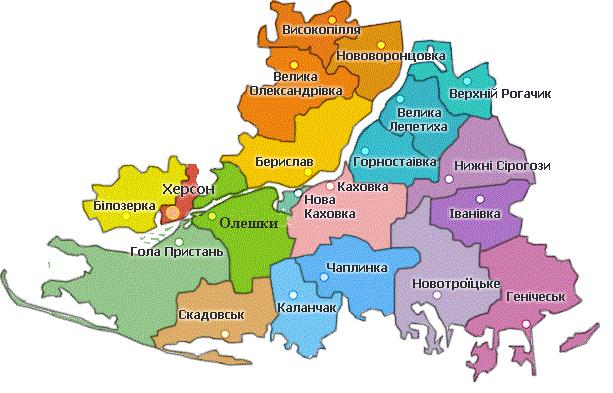 Високопілля
Нововоронцовка
Велика
Олександрівка
Верхній Рогачик
Велика
Лепетиха
Берислав
Горностаївка
Нижні Сірогози
Херсон
Каховка
Білозерка
Нова
Каховка
Іванівка
Олешки
Гола Пристань
Чаплинка
Новотроїцьке
Генічеськ
Каланчак
Скадовськ